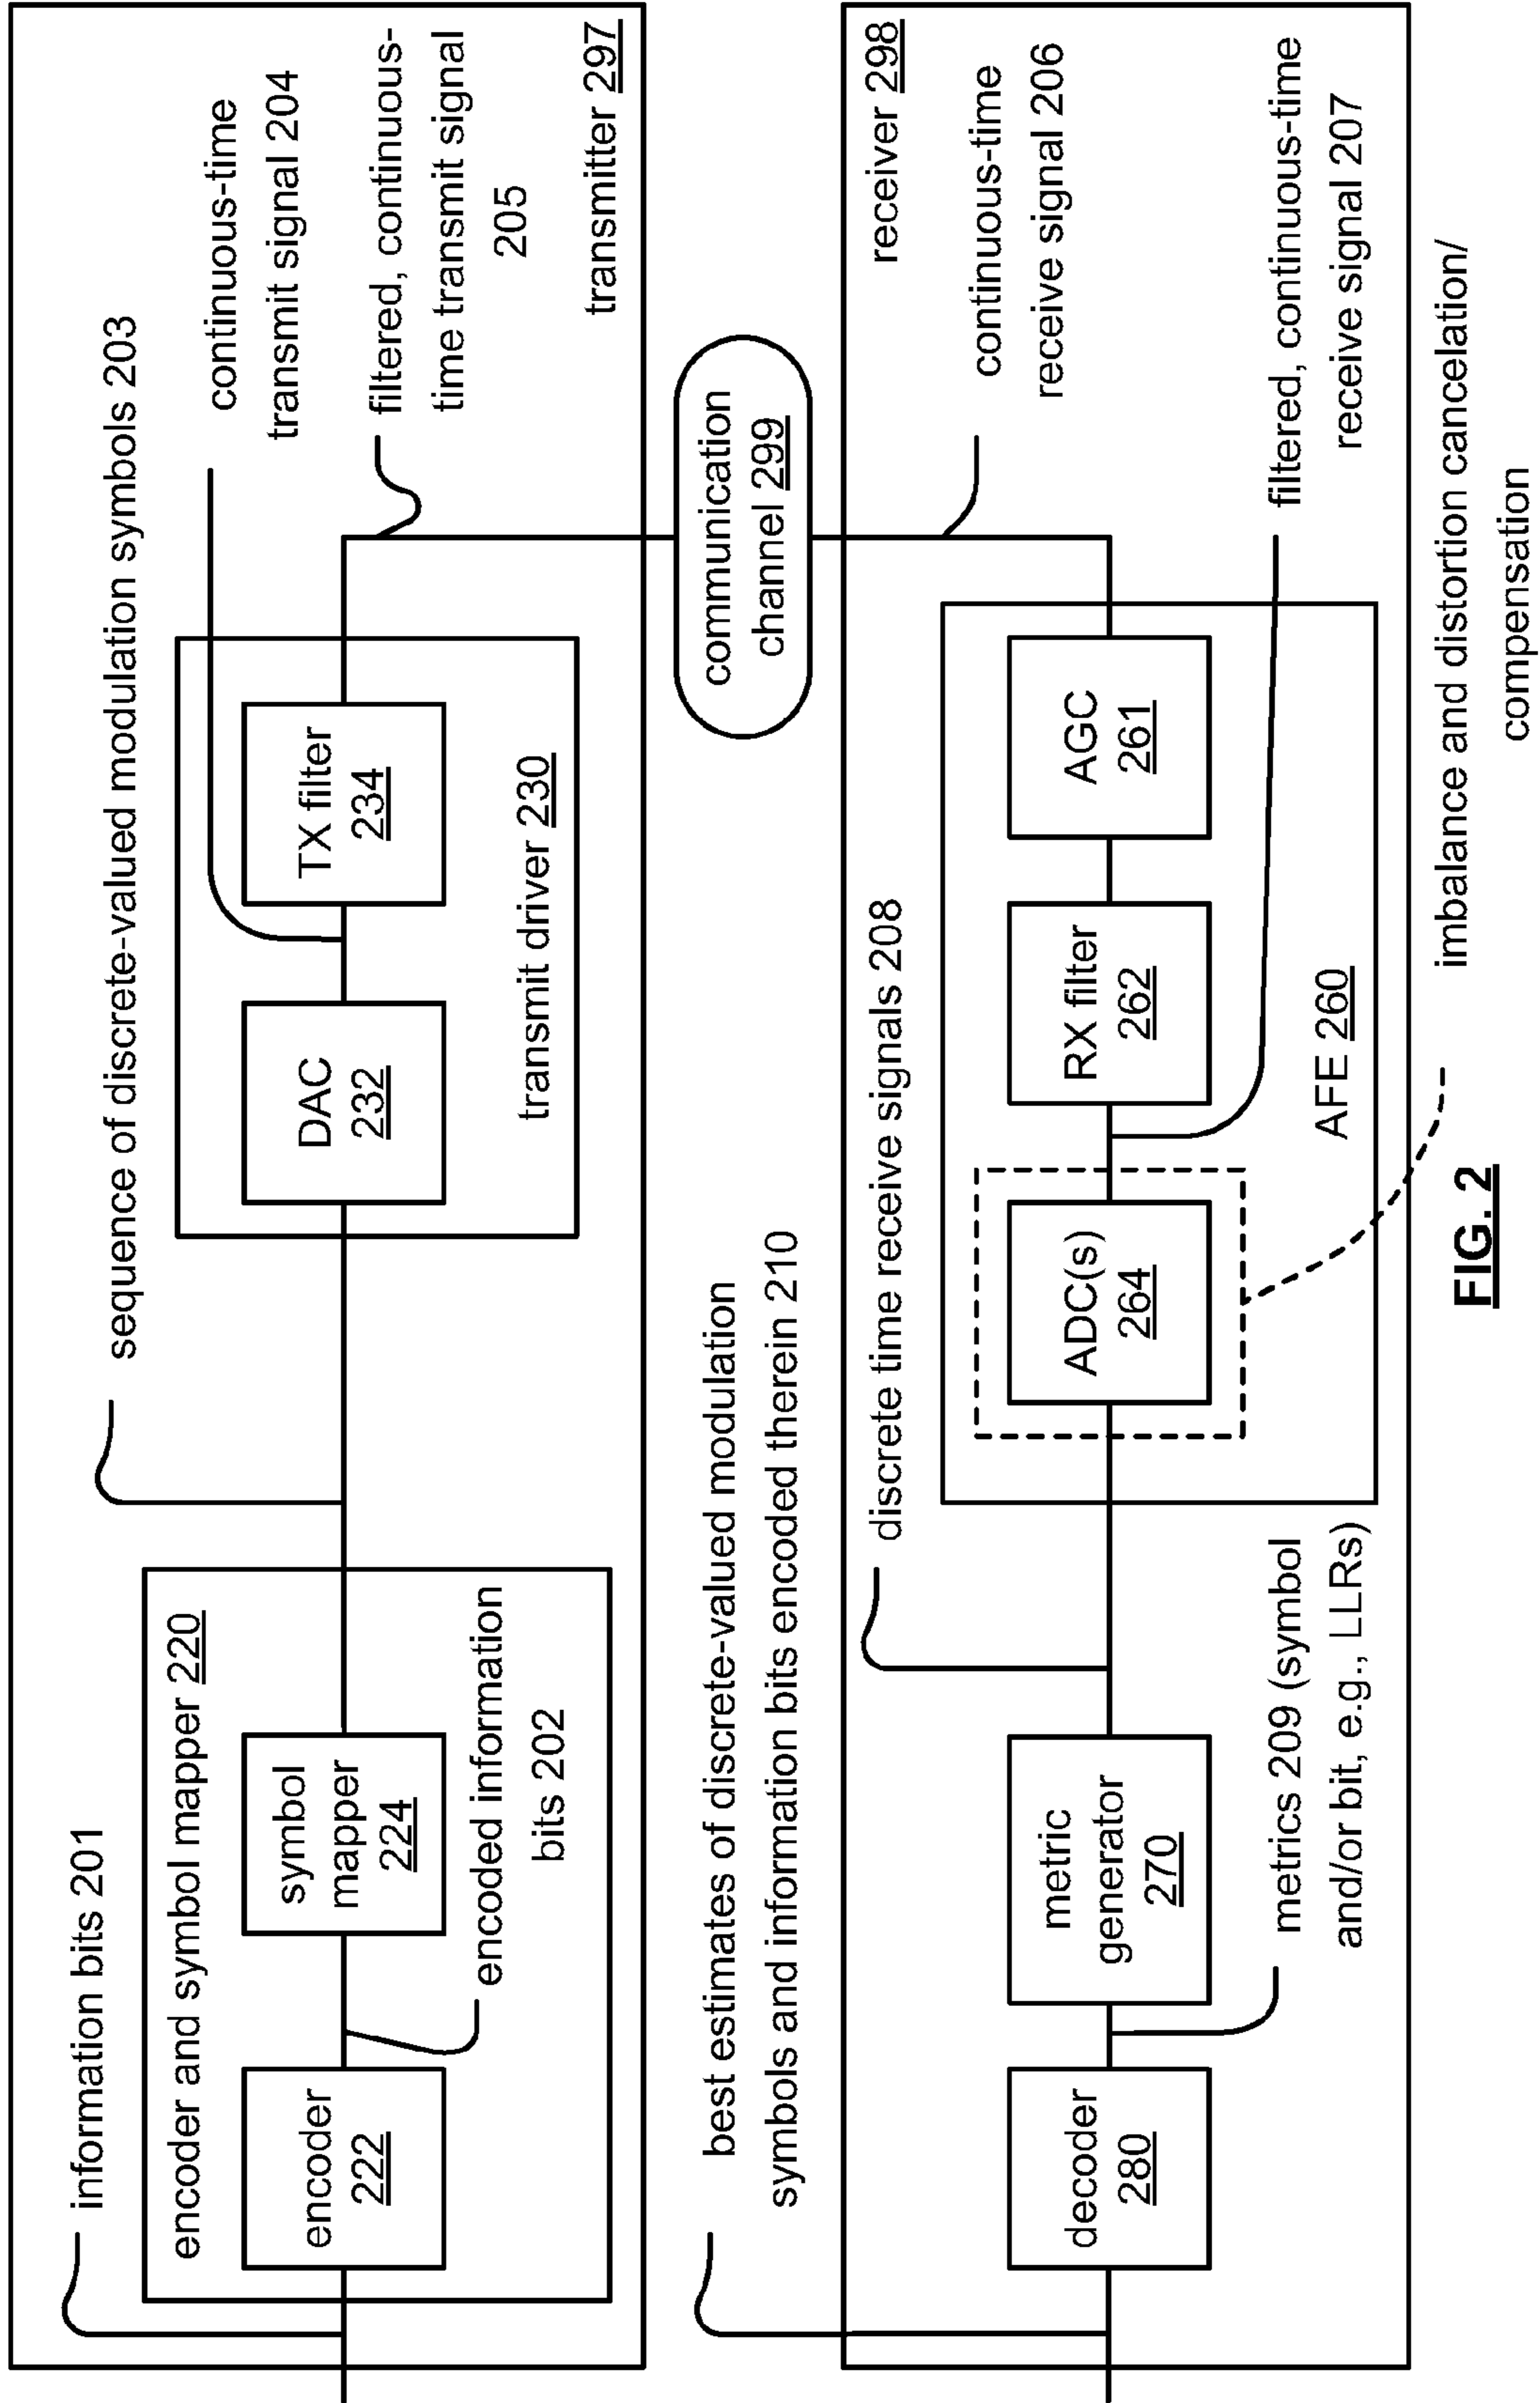 information bits 201
sequence of discrete-valued modulation symbols 203
continuous-time
transmit signal 204
encoder and symbol mapper 220
encoder
222
symbol
mapper
224
encoded information
bits 202
DAC
232
TX filter
234
transmit driver 230
filtered, continuous-
time transmit signal
205
transmitter 297
communication
channel 299
best estimates of discrete-valued modulation
symbols and information bits encoded therein 210
discrete time receive signals 208
receiver 298
continuous-time
receive signal 206
decoder
280
metric
generator
270
ADC(s)
264
RX filter
262
AGC
261
metrics 209 (symbol
and/or bit, e.g., LLRs)
AFE 260
filtered, continuous-time
receive signal 207
imbalance and distortion cancelation/
compensation
FIG. 2